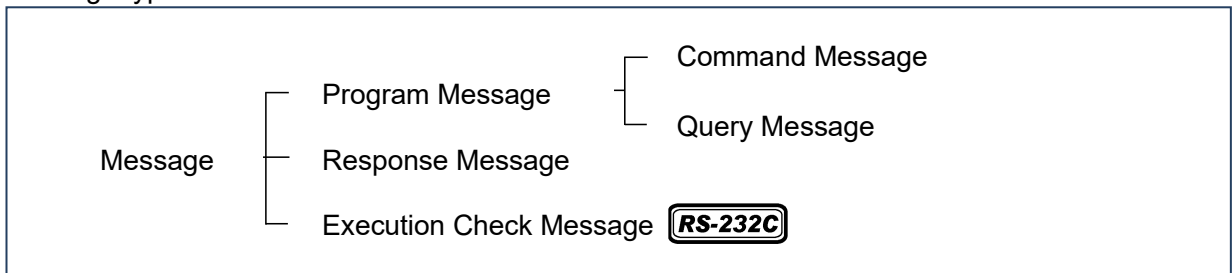 Command Message
Program Message
Query Message
Message
Response Message
Execution Check Message RS-232C